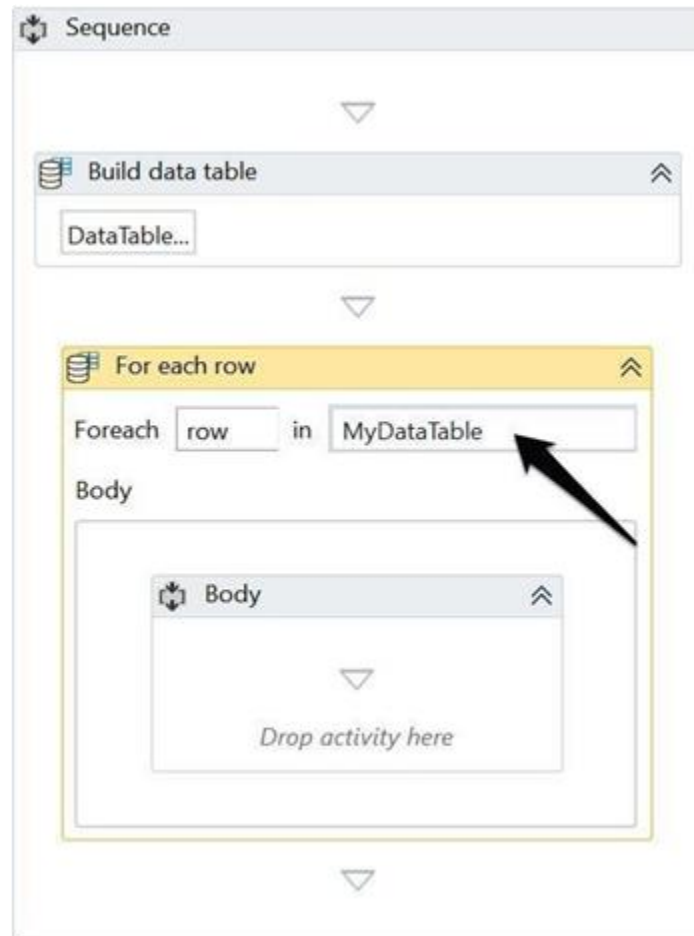 Sequence
Build data table
DataTable...
For each row
Foreach row in MyDataTable
Body
Body
Drop activity here